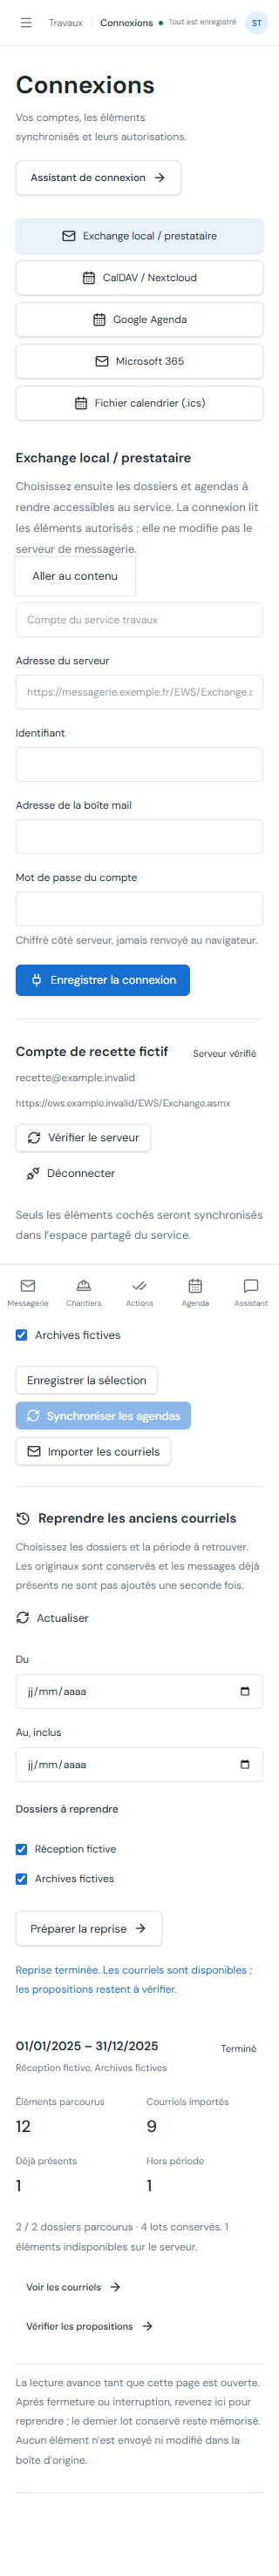 Travaux / Connexions
Tout est enregistré
ST
Connexions
Vos comptes, les éléments
synchronisés et leurs autorisations.
Assistant de connexion
Exchange local / prestataire
CalDAV / Nextcloud
Google Agenda
Microsoft 365
Fichier calendrier (.ics)
Exchange local / prestataire
Choisissez ensuite les dossiers et agendas à
rendre accessibles au service. La connexion lit
les éléments autorisés ; elle ne modifie pas le
serveur de messagerie.
Aller au contenu
Compte du service travaux
Adresse du serveur
https://messagerie.exemple.fr/EWS/Exchange.a
Identifiant
Adresse de la boîte mail
Mot de passe du compte
Chiffré côté serveur, jamais renvoyé au navigateur.
Enregistrer la connexion
Compte de recette fictif
Serveur vérifié
recette@example.invalid
https://ews.example.invalid/EWS/Exchange.asmx
Vérifier le serveur
Déconnecter
Seuls les éléments cochés seront synchronisés
dans l'espace partagé du service.
Messagerie
Chantiers
Actions
Agenda
Assistant
Archives fictives
Enregistrer la sélection
Synchroniser les agendas
Importer les courriels
Reprendre les anciens courriels
Choisissez les dossiers et la période à retrouver.
Les originaux sont conservés et les messages déjà
présents ne sont pas ajoutés une seconde fois.
Actualiser
Du
jj/mm/aaaa
Au, inclus
jj/mm/aaaa
Dossiers à reprendre
Réception fictive
Archives fictives
Préparer la reprise
Reprise terminée. Les courriels sont disponibles ;
les propositions restent à vérifier.
01/01/2025 – 31/12/2025
Terminé
Réception fictive, Archives fictives
Éléments parcourus
Courriels importés
12
9
Déjà présents
Hors période
1
1
2 / 2 dossiers parcourus · 4 lots conservés. 1
éléments indisponibles sur le serveur.
Voir les courriels
Vérifier les propositions
La lecture avance tant que cette page est ouverte.
Après fermeture ou interruption, revenez ici pour
reprendre ; le dernier lot conservé reste mémorisé.
Aucun élément n'est envoyé ni modifié dans la
boîte d'origine.